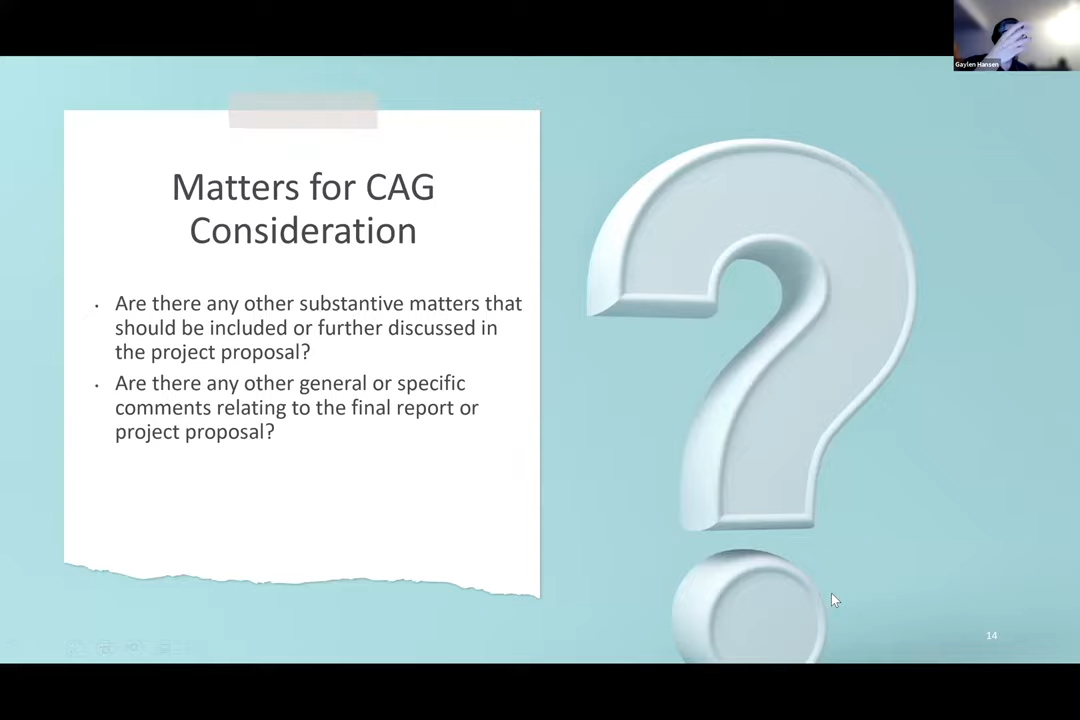 Gaylen Hansen
Matters for CAG
Consideration
• Are there any other substantive matters that
should be included or further discussed in
the project proposal?
• Are there any other general or specific
comments relating to the final report or
project proposal?
14